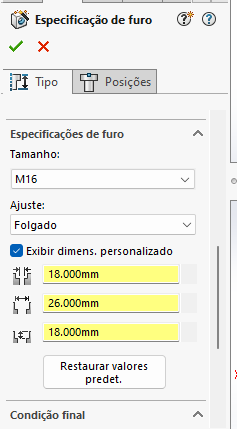 Especificação de furo
Tipo
Posições
Especificações de furo
Tamanho:
M16
Ajuste:
Folgado
Exibir dimens. personalizado
18.000mm
26.000mm
18.000mm
Restaurar valores
predet.
Condição final